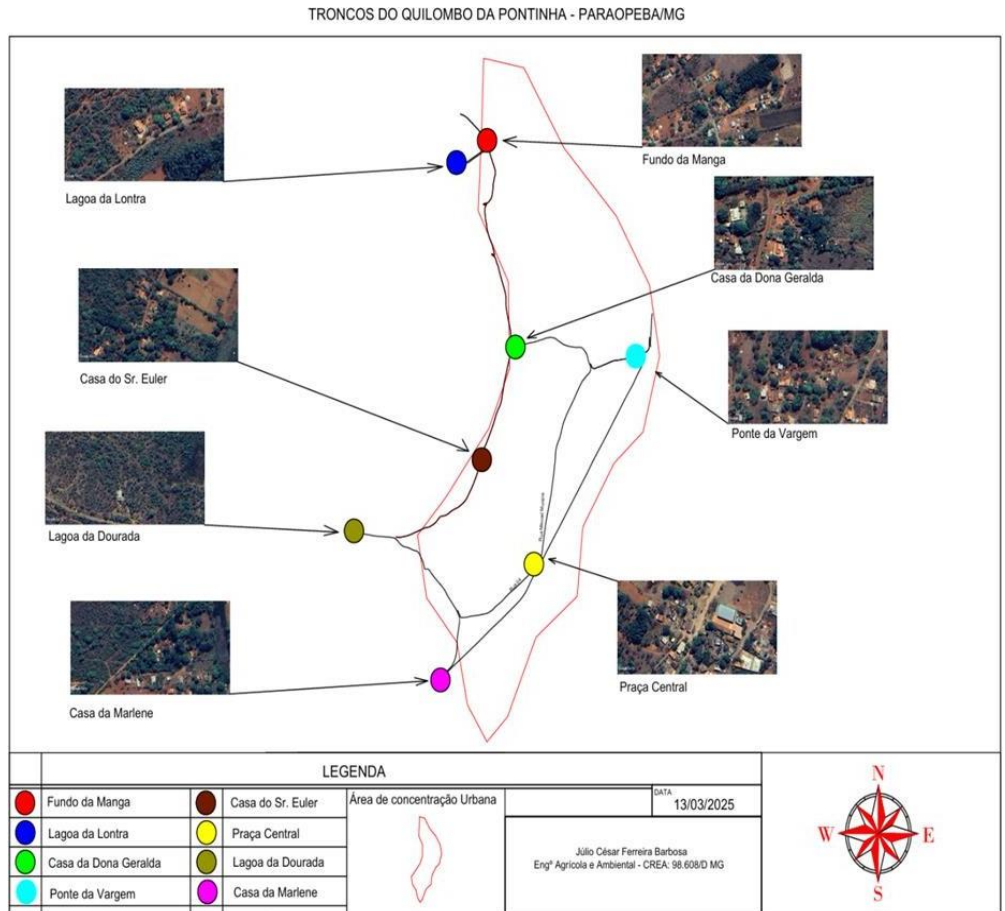 TRONCOS DO QUILOMBO DA PONTINHA - PARAOPEBA/MG
Lagoa da Lontra
Fundo da Manga
Casa da Dona Geralda
Casa do Sr. Euler
Ponte da Vargem
Lagoa da Dourada
Praça Central
Casa da Marlene
LEGENDA
Fundo da Manga
Lagoa da Lontra
Casa da Dona Geralda
Ponte da Vargem
Casa do Sr. Euler
Praça Central
Lagoa da Dourada
Casa da Marlene
Área de concentração Urbana
DATA
13/03/2025
Júlio César Ferreira Barbosa
Engº Agrícola e Ambiental - CREA: 98.608/D MG
N
W
E
S